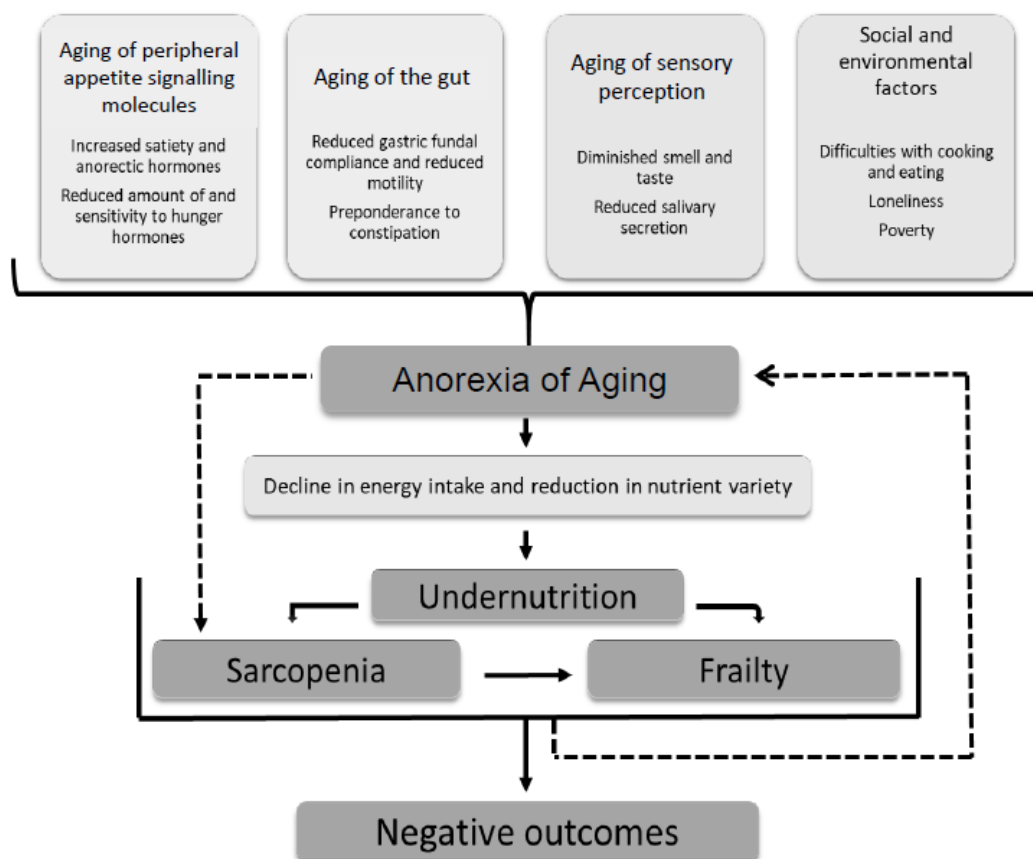 Aging of peripheral
appetite signalling
molecules
Increased satiety and
anorectic hormones
Reduced amount of and
sensitivity to hunger
hormones
Aging of the gut
Reduced gastric fundal
compliance and reduced
motility
Preponderance to
constipation
Aging of sensory
perception
Diminished smell and
taste
Reduced salivary
secretion
Social and
environmental
factors
Difficulties with cooking
and eating
Loneliness
Poverty
Anorexia of Aging
Decline in energy intake and reduction in nutrient variety
Undernutrition
Sarcopenia
Frailty
Negative outcomes